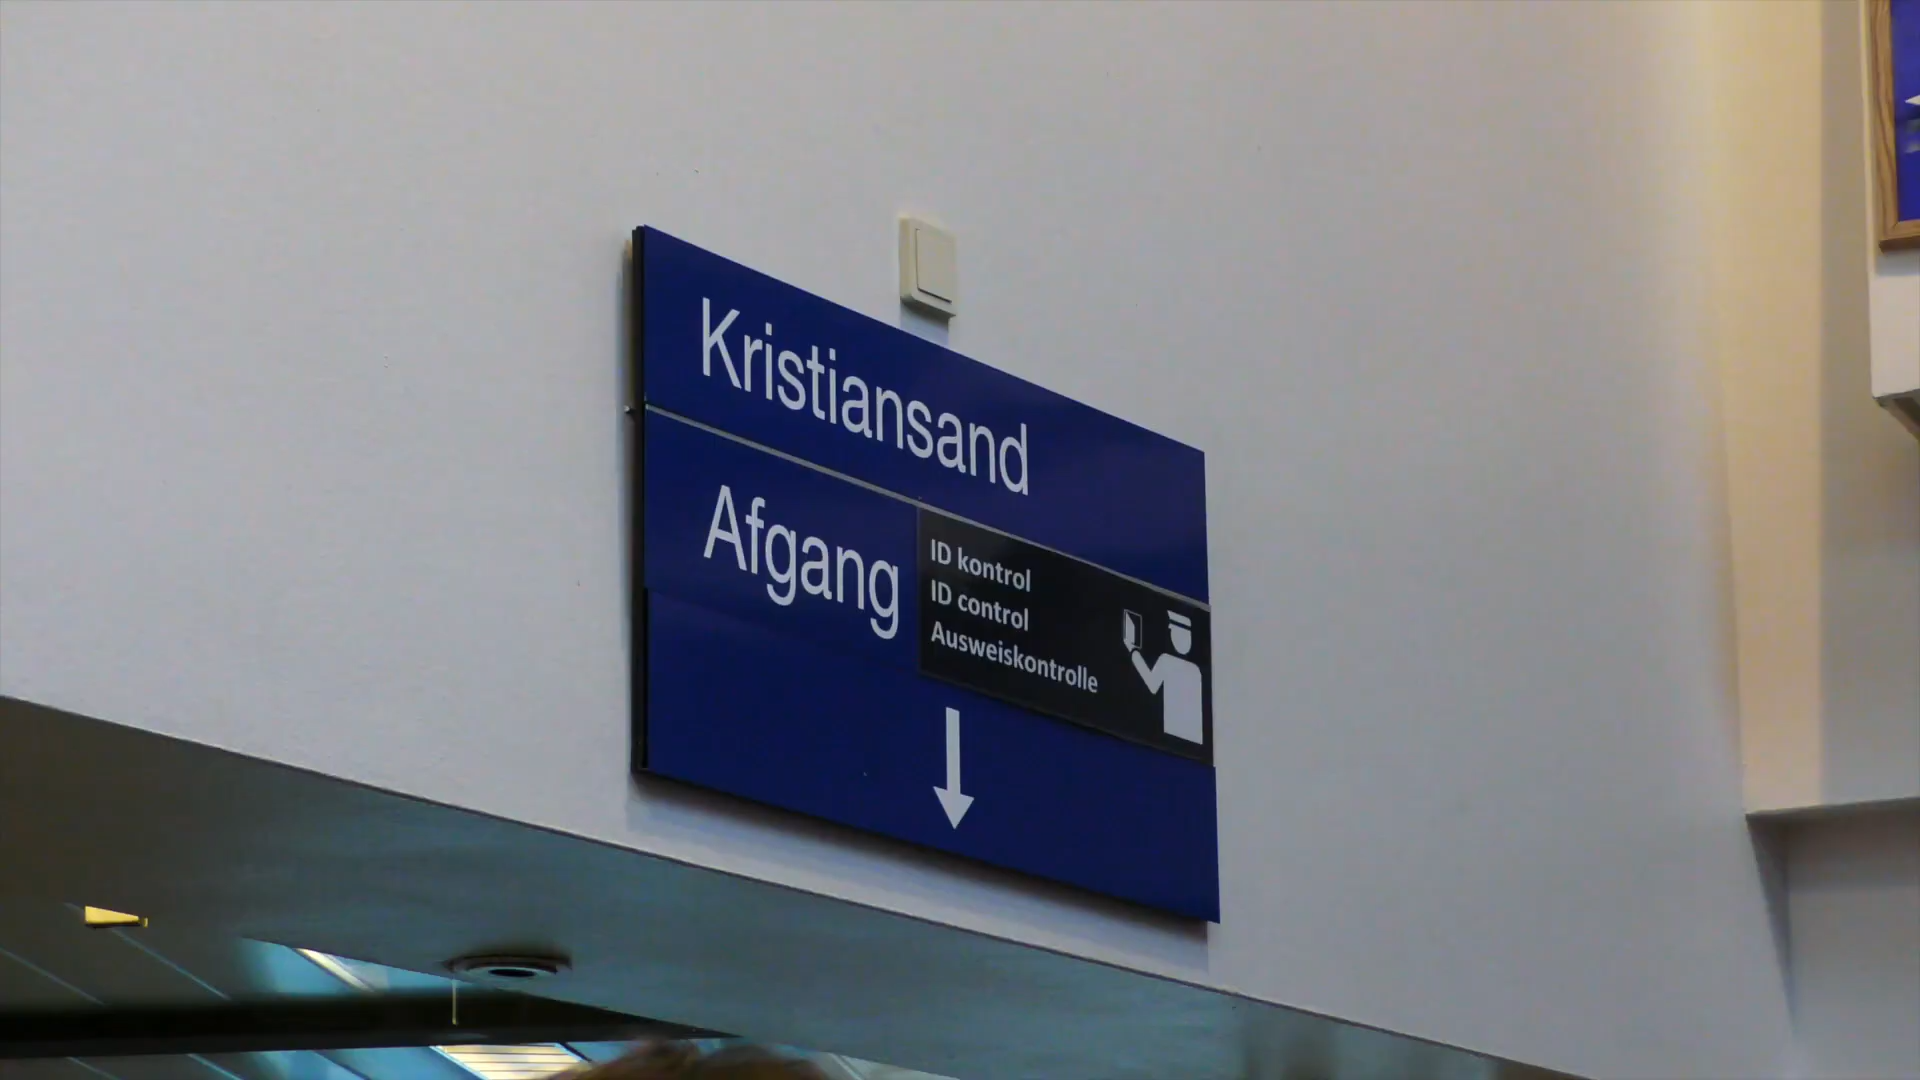 Kristiansand
Afgang
ID kontrol
ID control
Ausweiskontrolle